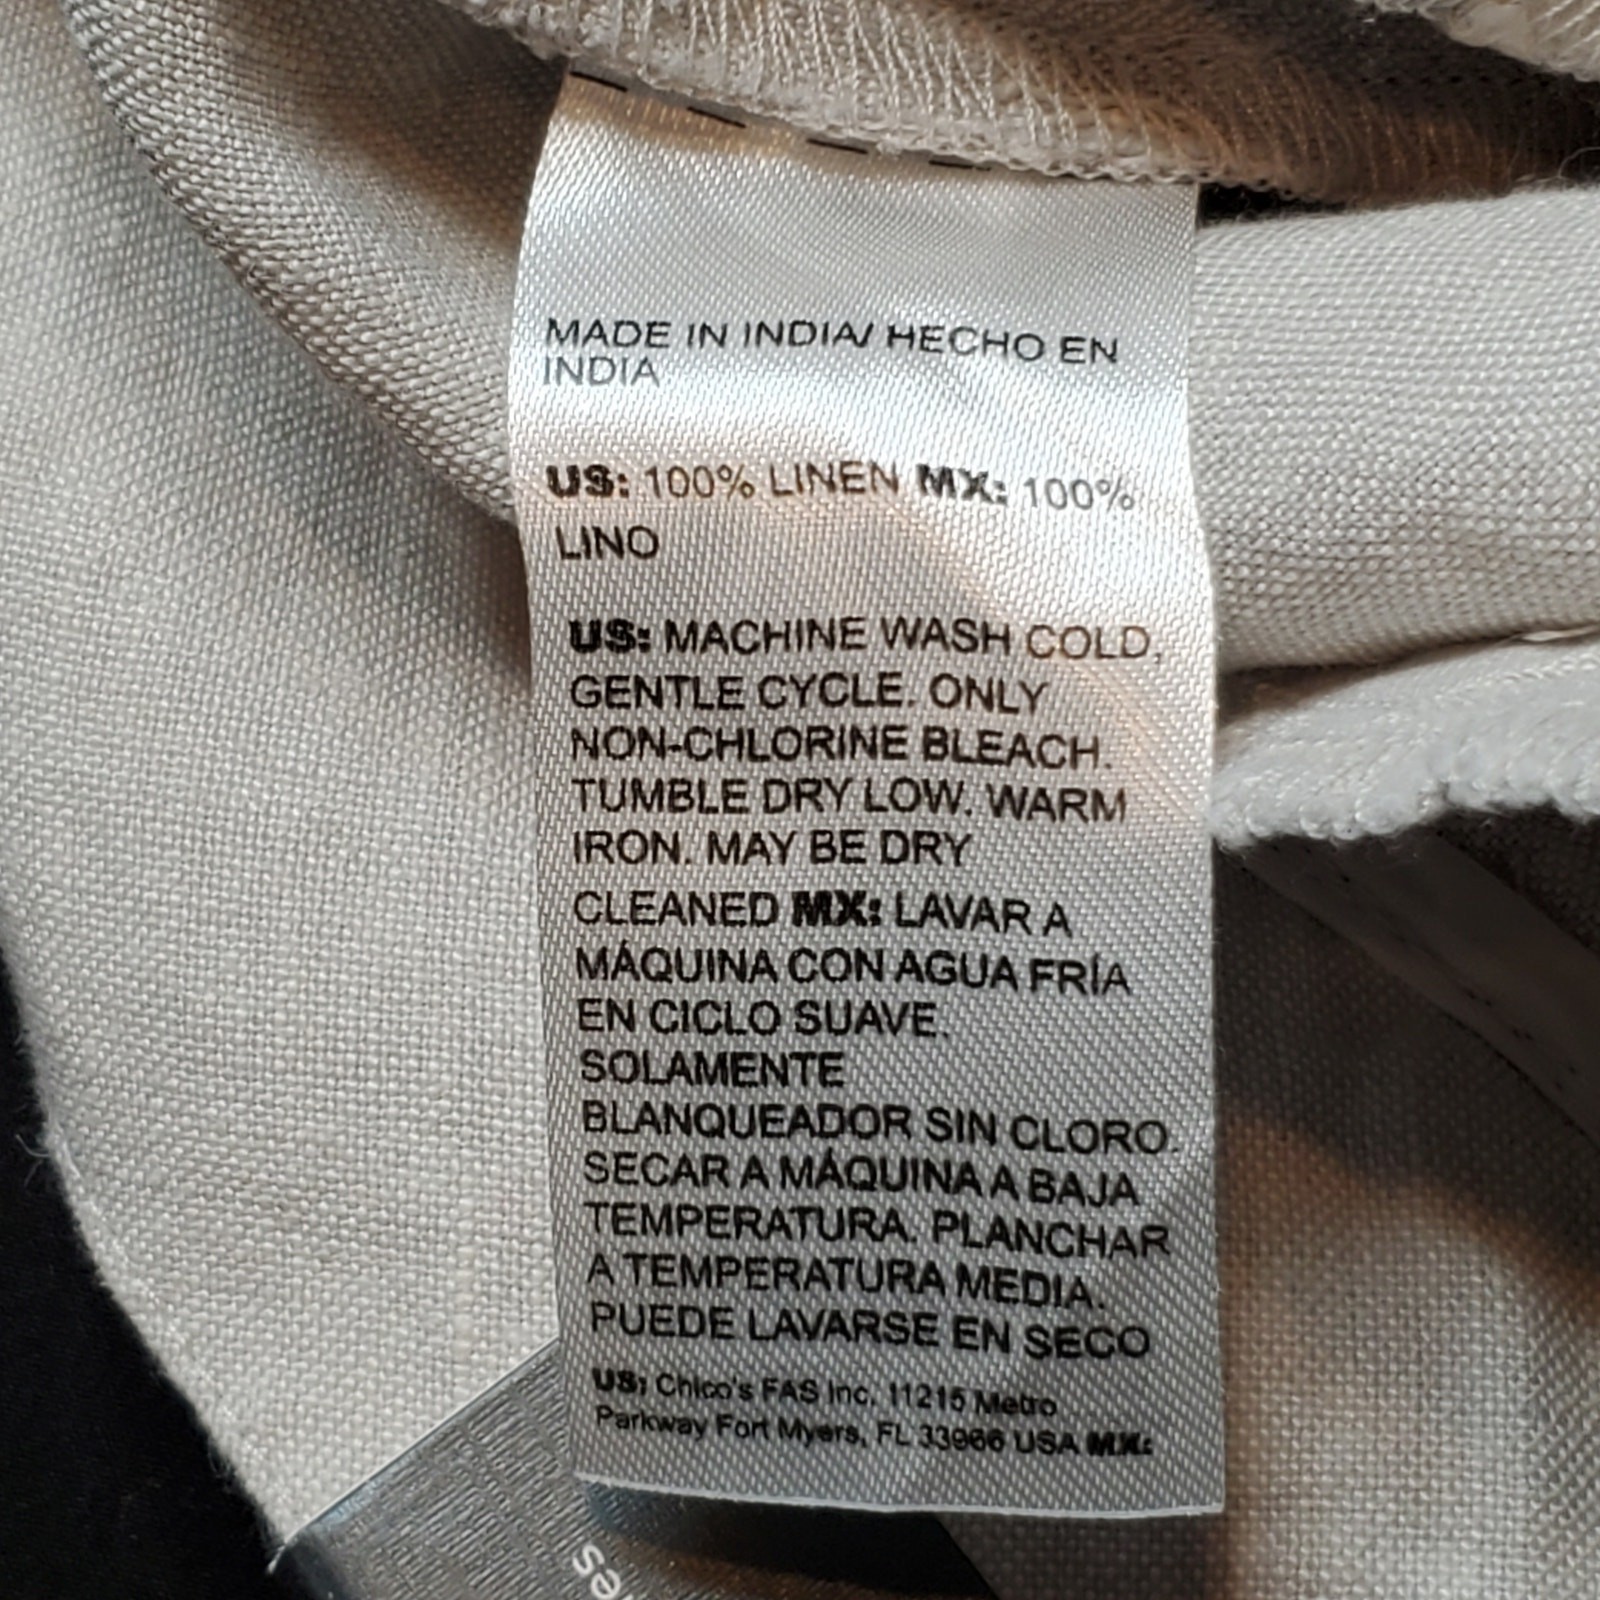 MADE IN INDIA/ HECHO EN
INDIA
US: 100% LINEN MX: 100%
LINO
US: MACHINE WASH COLD,
GENTLE CYCLE. ONLY
NON-CHLORINE BLEACH.
TUMBLE DRY LOW. WARM
IRON. MAY BE DRY
CLEANED MX: LAVAR A
MÁQUINA CON AGUA FRÍA
EN CICLO SUAVE.
SOLAMENTE
BLANQUEADOR SIN CLORO.
SECAR A MÁQUINA A BAJA
TEMPERATURA. PLANCHAR
A TEMPERATURA MEDIA.
PUEDE LAVARSE EN SECO
US: Chico's FAS Inc. 11215 Metro
Parkway Fort Myers, FL 33966 USA MX: